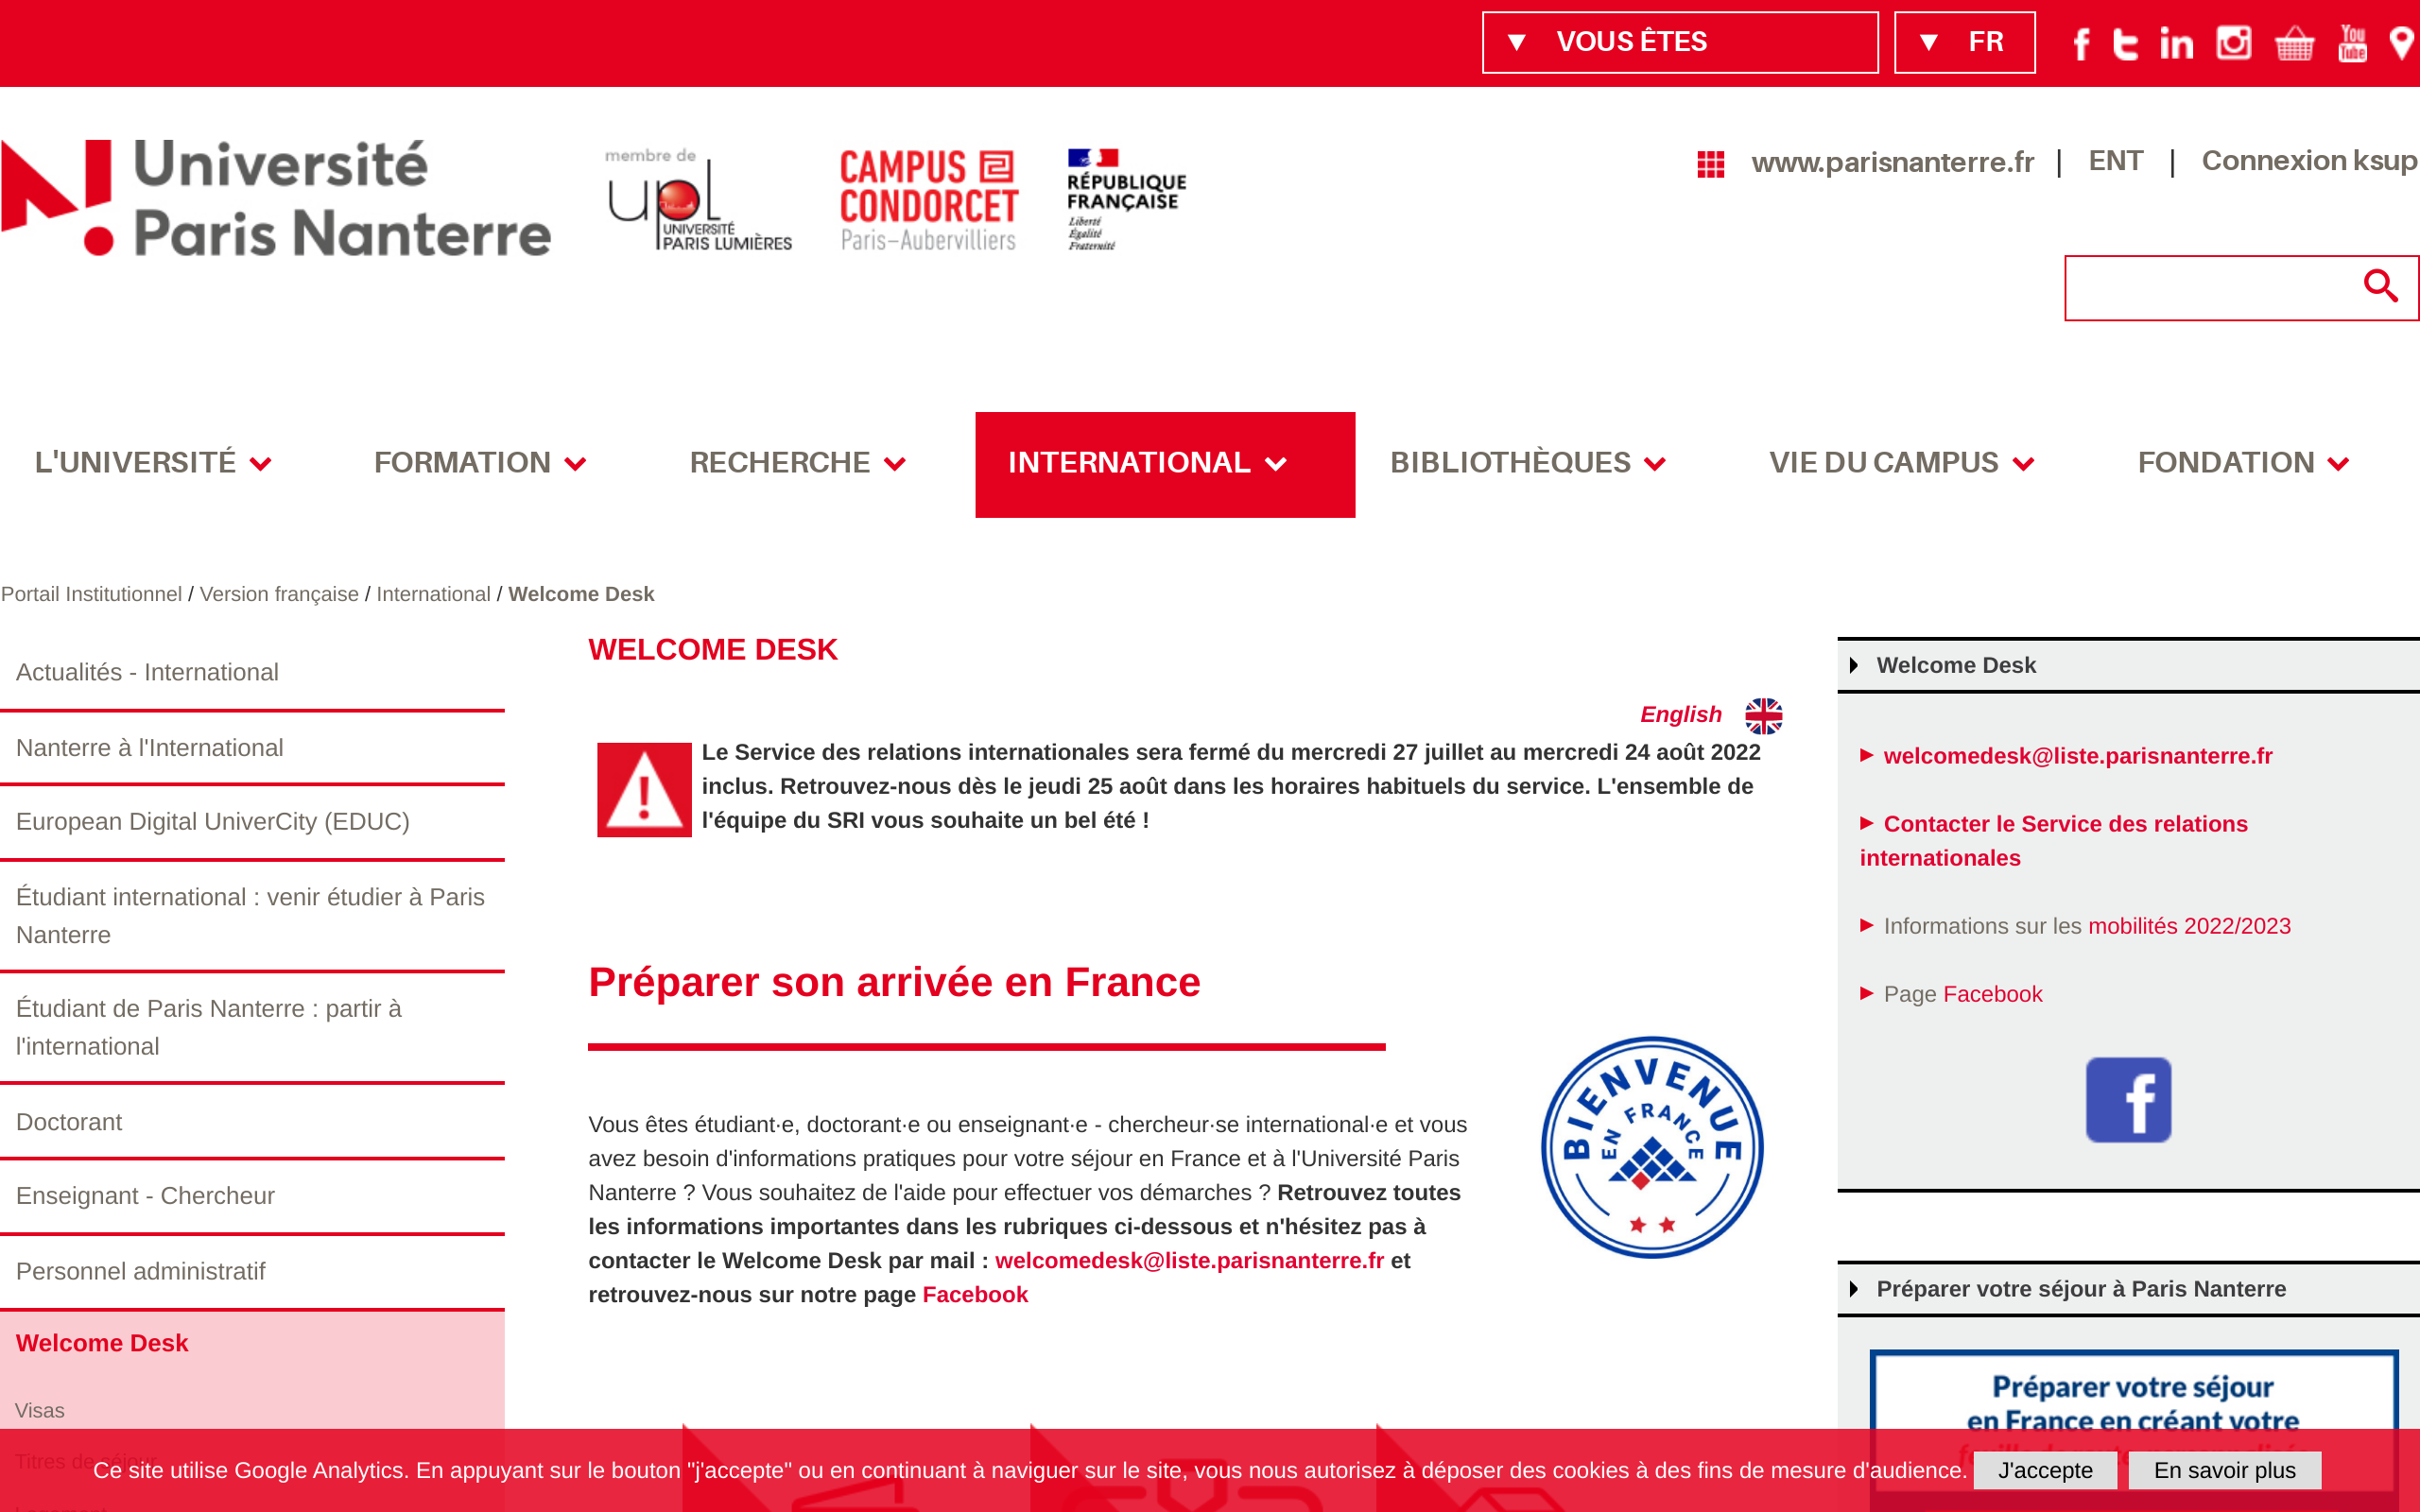 VOUS ÊTES
FR
You
Tube
Université
Paris Nanterre
membre de
upl
UNIVERSITÉ
PARIS LUMIÈRES
CAMPUS
CONDORCET
Paris–Aubervilliers
RÉPUBLIQUE
FRANÇAISE
Liberté
Égalité
Fraternité
www.parisnanterre.fr | ENT | Connexion ksup
L'UNIVERSITÉ
FORMATION
RECHERCHE
INTERNATIONAL
BIBLIOTHÈQUES
VIE DU CAMPUS
FONDATION
Portail Institutionnel / Version française / International / Welcome Desk
Actualités - International
Nanterre à l'International
European Digital UniverCity (EDUC)
Étudiant international : venir étudier à Paris
Nanterre
Étudiant de Paris Nanterre : partir à
l'international
Doctorant
Enseignant - Chercheur
Personnel administratif
Welcome Desk
Visas
Titres de séjour
WELCOME DESK
English
Le Service des relations internationales sera fermé du mercredi 27 juillet au mercredi 24 août 2022
inclus. Retrouvez-nous dès le jeudi 25 août dans les horaires habituels du service. L'ensemble de
l'équipe du SRI vous souhaite un bel été !
Préparer son arrivée en France
Vous êtes étudiant·e, doctorant·e ou enseignant·e - chercheur·se international·e et vous
avez besoin d'informations pratiques pour votre séjour en France et à l'Université Paris
Nanterre ? Vous souhaitez de l'aide pour effectuer vos démarches ? Retrouvez toutes
les informations importantes dans les rubriques ci-dessous et n'hésitez pas à
contacter le Welcome Desk par mail : welcomedesk@liste.parisnanterre.fr et
retrouvez-nous sur notre page Facebook
BIENVENUE
EN FRANCE
Welcome Desk
welcomedesk@liste.parisnanterre.fr
Contacter le Service des relations
internationales
Informations sur les mobilités 2022/2023
Page Facebook
Préparer votre séjour à Paris Nanterre
Préparer votre séjour
en France en créant votre
Ce site utilise Google Analytics. En appuyant sur le bouton "j'accepte" ou en continuant à naviguer sur le site, vous nous autorisez à déposer des cookies à des fins de mesure d'audience.
J'accepte
En savoir plus